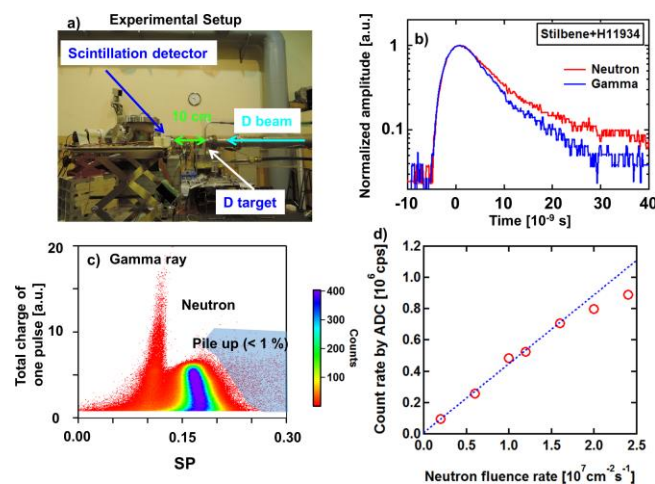 a)
Experimental Setup
Scintillation detector
10 cm
D beam
D target
b)
Stilbene+H11934
Neutron
Gamma
Normalized amplitude [a.u.]
1
0.1
-10
0
10
20
30
40
Time [10⁻⁹ s]
c)
Gamma ray
Neutron
Pile up (< 1 %)
Total charge of
one pulse [a.u.]
20
10
0
0.00
0.15
0.30
SP
400
300
200
100
Counts
d)
Count rate by ADC [10⁶ cps]
1.2
1.0
0.8
0.6
0.4
0.2
0.0
0.0
0.5
1.0
1.5
2.0
2.5
Neutron fluence rate [10⁷cm⁻²s⁻¹]